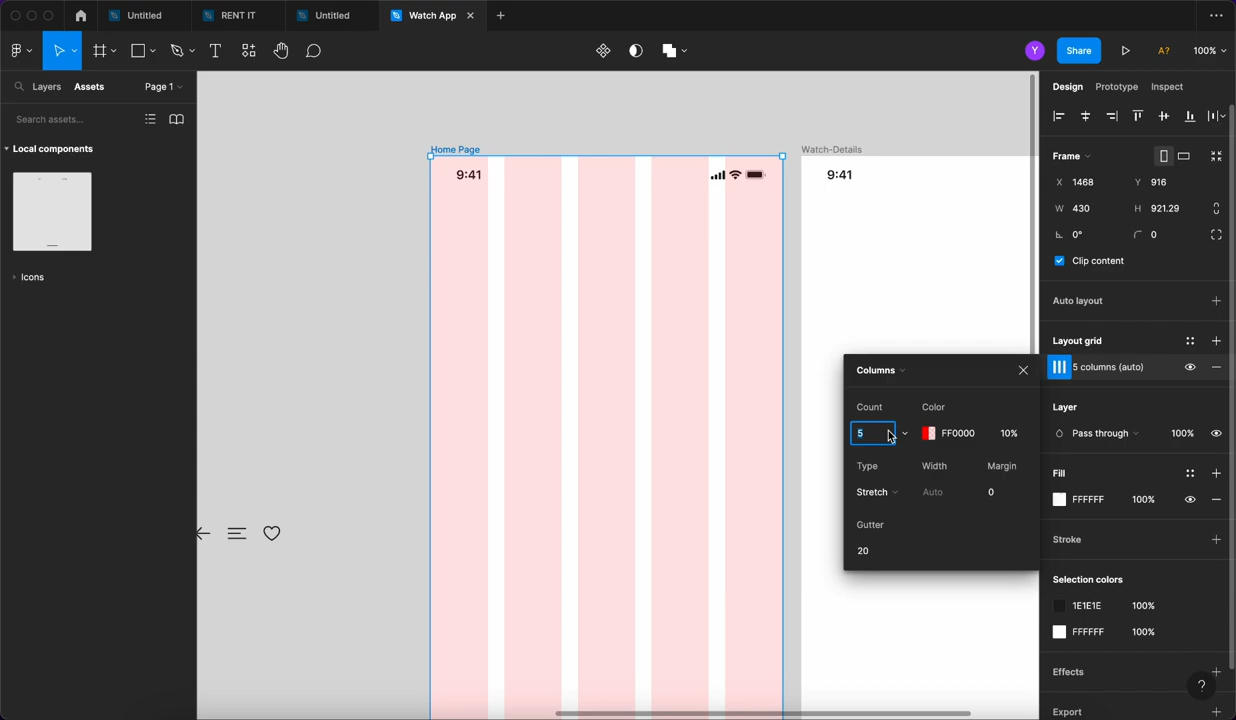 Untitled
RENT IT
Untitled
Watch App
Y
Share
A?
100%
Layers
Assets
Page 1
Search assets...
Local components
Icons
Home Page
9:41
Watch-Details
9:41
Columns
Count
Color
5
FF0000
10%
Type
Width
Margin
Stretch
Auto
0
Gutter
20
Design
Prototype
Inspect
Frame
X 1468
Y 916
W 430
H 921.29
0°
0
Clip content
Auto layout
Layout grid
5 columns (auto)
Layer
Pass through
100%
Fill
FFFFFF
100%
Stroke
Selection colors
1E1E1E
100%
FFFFFF
100%
Effects
?
Export